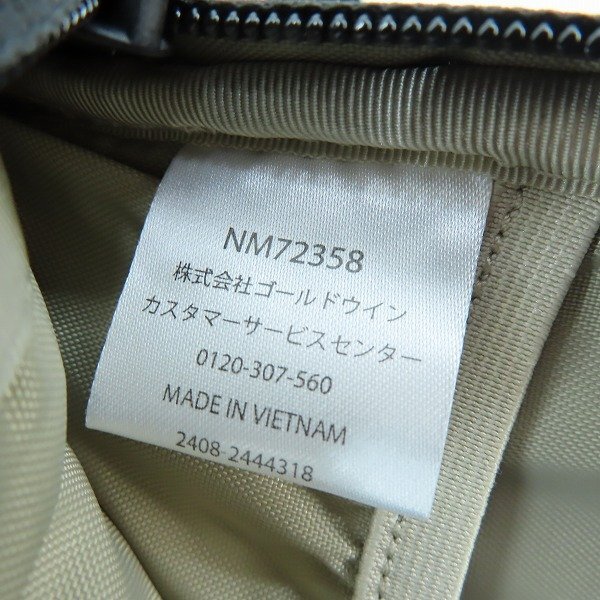 NM72358
株式会社ゴールドウイン
カスタマーサービスセンター
0120-307-560
MADE IN VIETNAM
2408-2444318